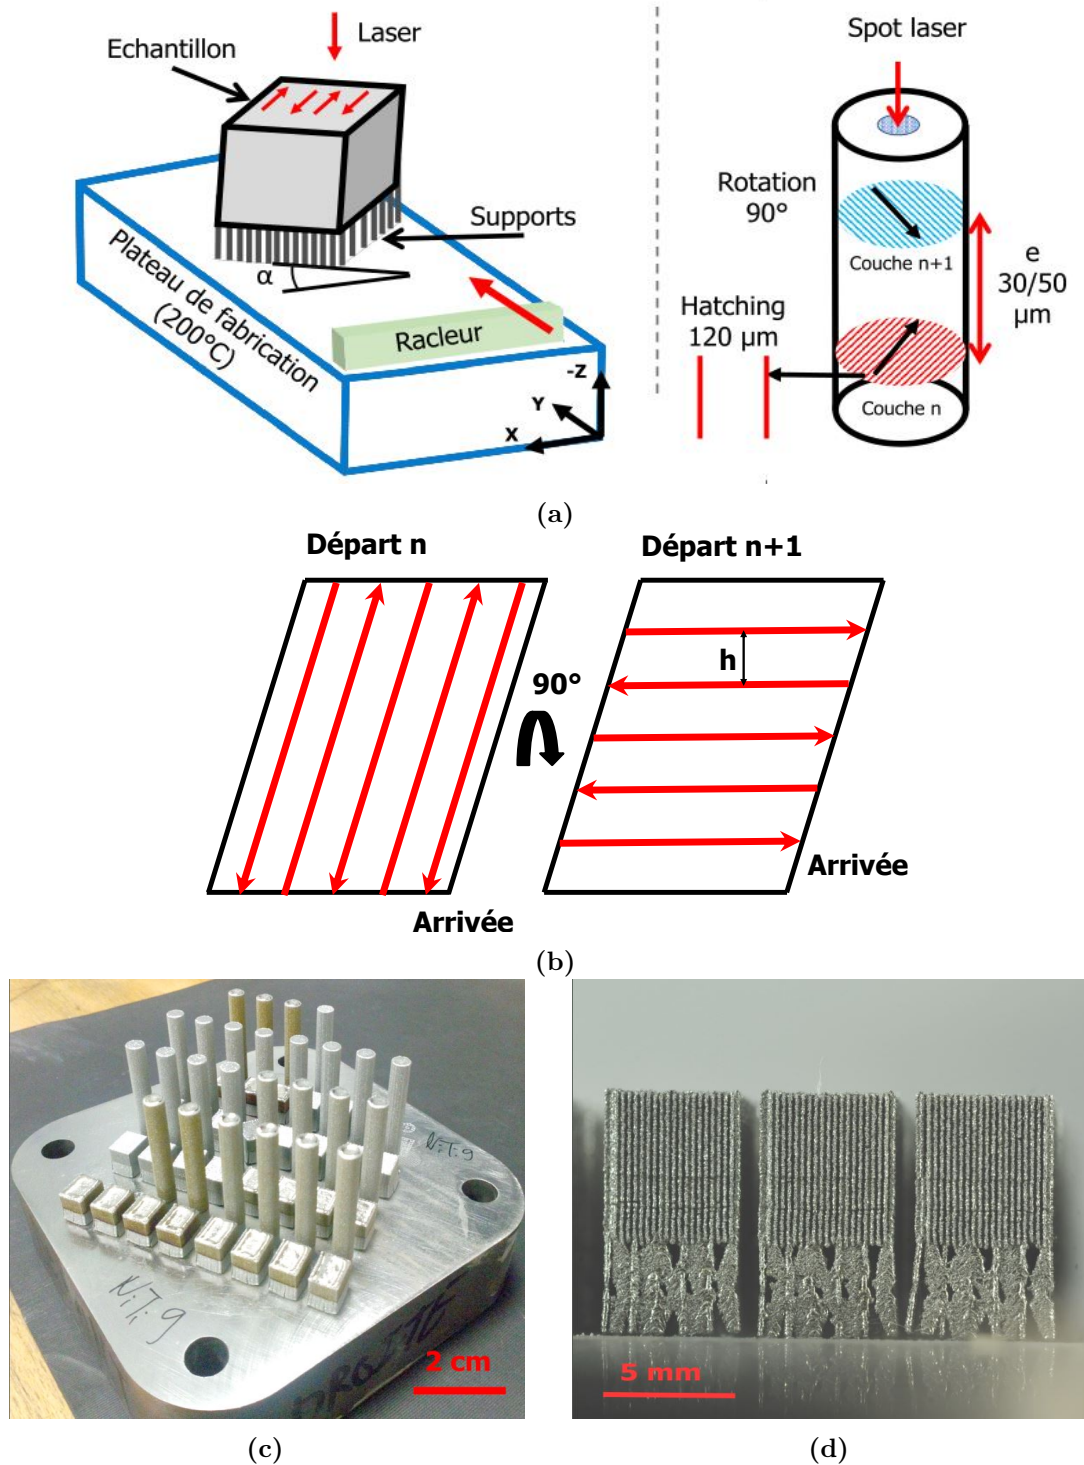 Laser
Echantillon
Supports
α
Plateau de fabrication
(200°C)
Racleur
-Z
Y
X
Spot laser
Rotation
90°
Couche n+1
e
30/50
µm
Hatching
120 µm
Couche n
(a)
Départ n
Départ n+1
h
90°
Arrivée
Arrivée
(b)
NiTi 9
NiTi 9
2 cm
5 mm
(c)
(d)